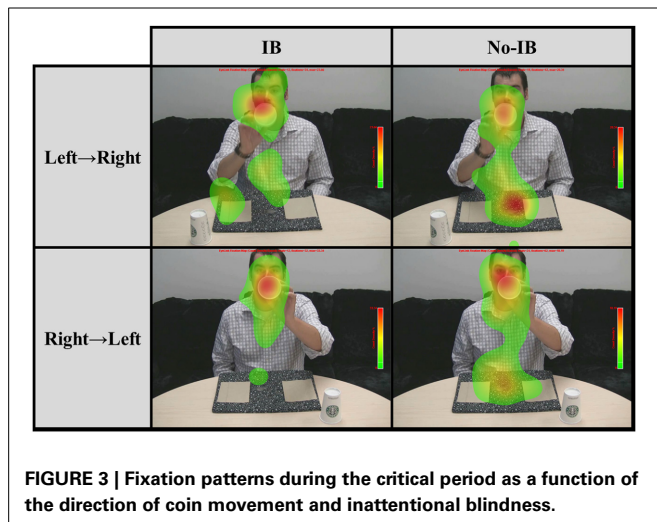 IB
No-IB
Left→Right
Right→Left
FIGURE 3 | Fixation patterns during the critical period as a function of
the direction of coin movement and inattentional blindness.